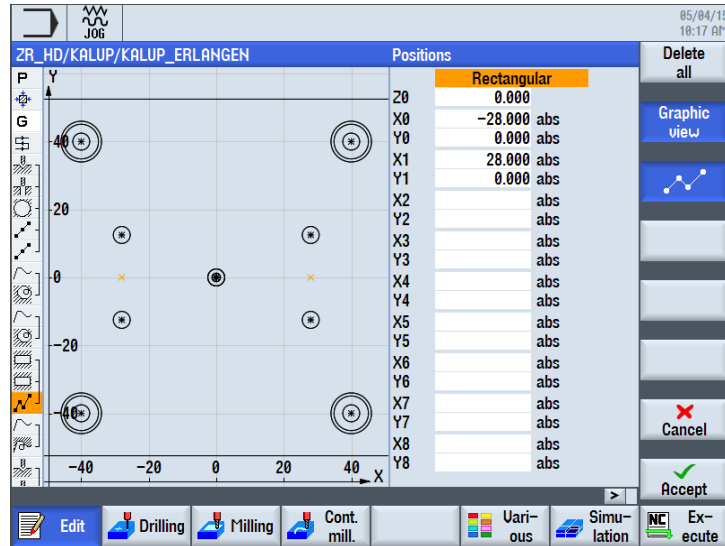 JOG
05/04/15
10:17 AM
ZR_HD/KALUP/KALUP_ERLANGEN
Positions
Delete all
P
G
Y
40
20
0
-20
-40
-40
-20
0
20
40
X
Rectangular
Z0 0.000
X0 -28.000 abs
Y0 0.000 abs
X1 28.000 abs
Y1 0.000 abs
X2 abs
Y2 abs
X3 abs
Y3 abs
X4 abs
Y4 abs
X5 abs
Y5 abs
X6 abs
Y6 abs
X7 abs
Y7 abs
X8 abs
Y8 abs
>
Graphic
view
Cancel
Accept
Edit
Drilling
Milling
Cont.
mill.
Vari-
ous
Simu-
lation
NC
Ex-
ecute